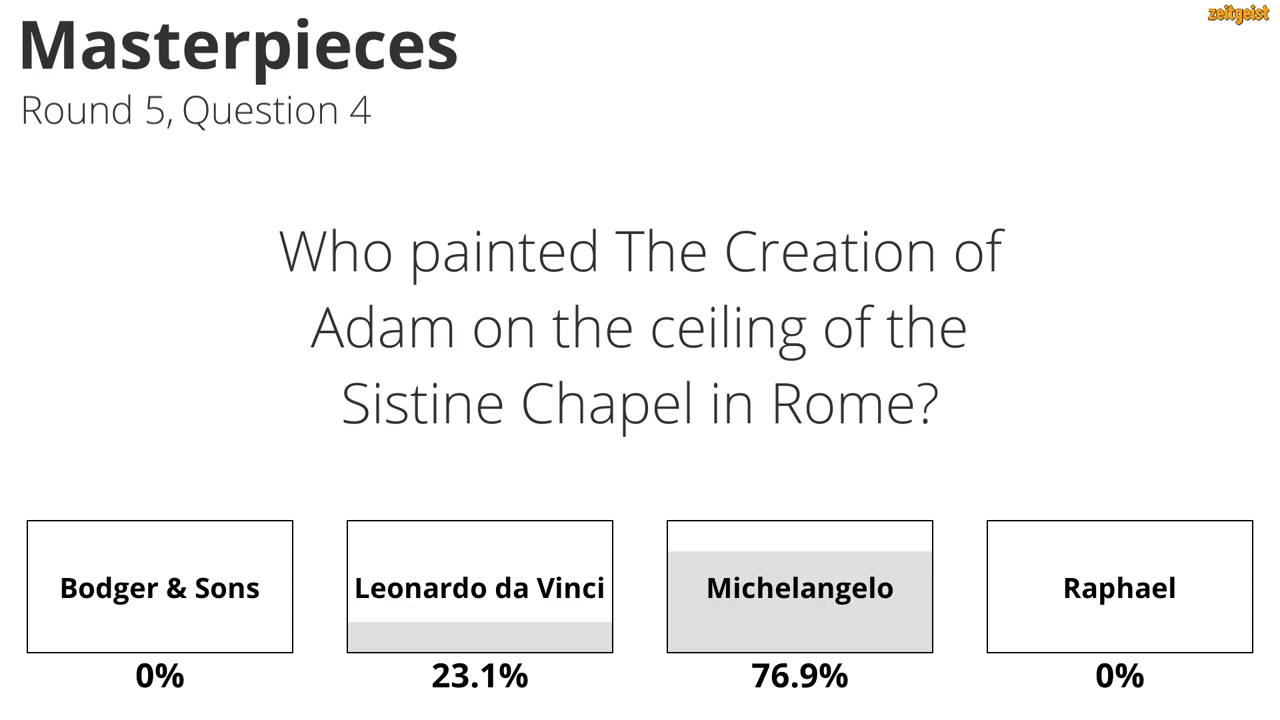 zeitgeist
Masterpieces
Round 5, Question 4
Who painted The Creation of
Adam on the ceiling of the
Sistine Chapel in Rome?
Bodger & Sons
Leonardo da Vinci
Michelangelo
Raphael
0%
23.1%
76.9%
0%